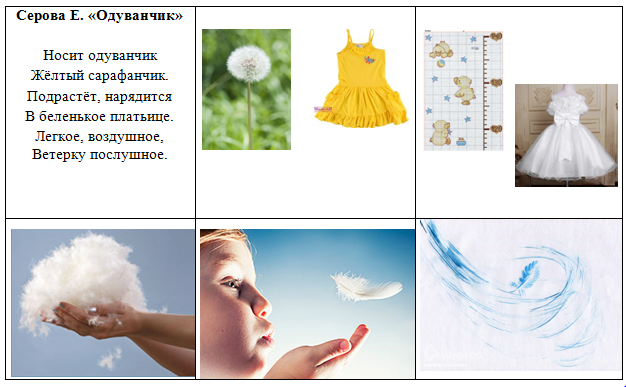 Серова Е. «Одуванчик»
Носит одуванчик
Жёлтый сарафанчик.
Подрастёт, нарядится
В беленькое платьице.
Легкое, воздушное,
Ветерку послушное.